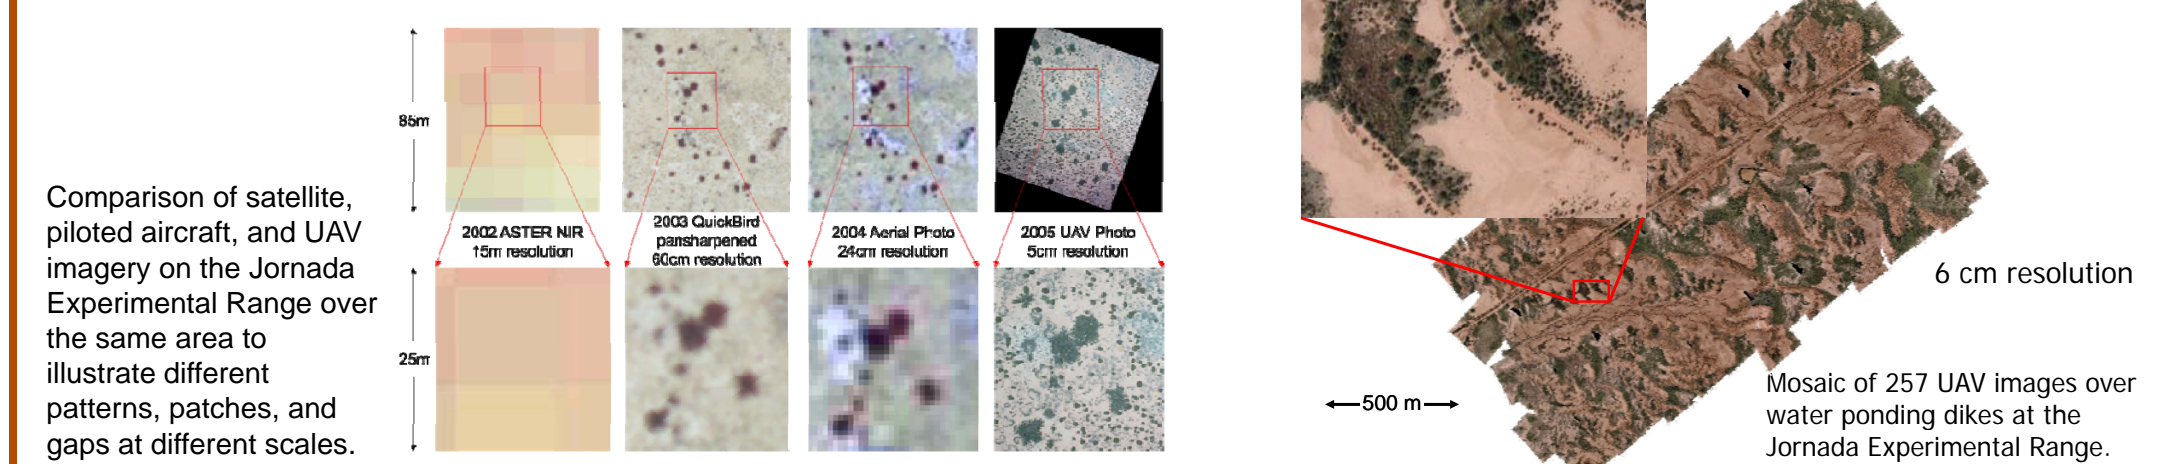 Comparison of satellite,
piloted aircraft, and UAV
imagery on the Jornada
Experimental Range over
the same area to
illustrate different
patterns, patches, and
gaps at different scales.
85m
25m
2002 ASTER NIR
15m resolution
2003 QuickBird
pansharpened
60cm resolution
2004 Aerial Photo
24cm resolution
2005 UAV Photo
5cm resolution
6 cm resolution
500 m
Mosaic of 257 UAV images over
water ponding dikes at the
Jornada Experimental Range.